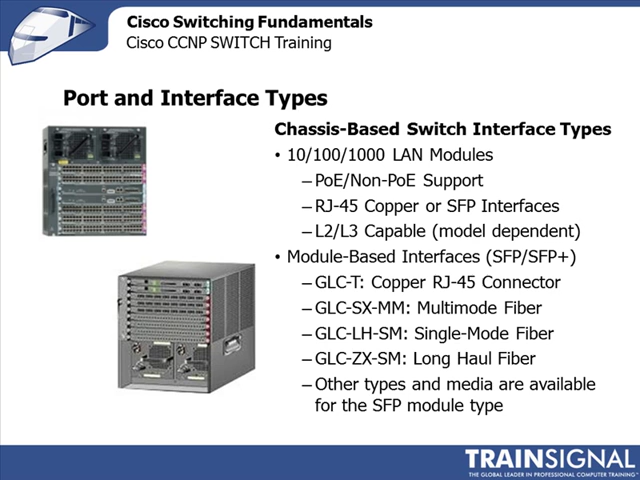 Cisco Switching Fundamentals
Cisco CCNP SWITCH Training
Port and Interface Types
Chassis-Based Switch Interface Types
• 10/100/1000 LAN Modules
– PoE/Non-PoE Support
– RJ-45 Copper or SFP Interfaces
– L2/L3 Capable (model dependent)
• Module-Based Interfaces (SFP/SFP+)
– GLC-T: Copper RJ-45 Connector
– GLC-SX-MM: Multimode Fiber
– GLC-LH-SM: Single-Mode Fiber
– GLC-ZX-SM: Long Haul Fiber
– Other types and media are available
for the SFP module type
TRAINSIGNAL
THE GLOBAL LEADER IN PROFESSIONAL COMPUTER TRAINING